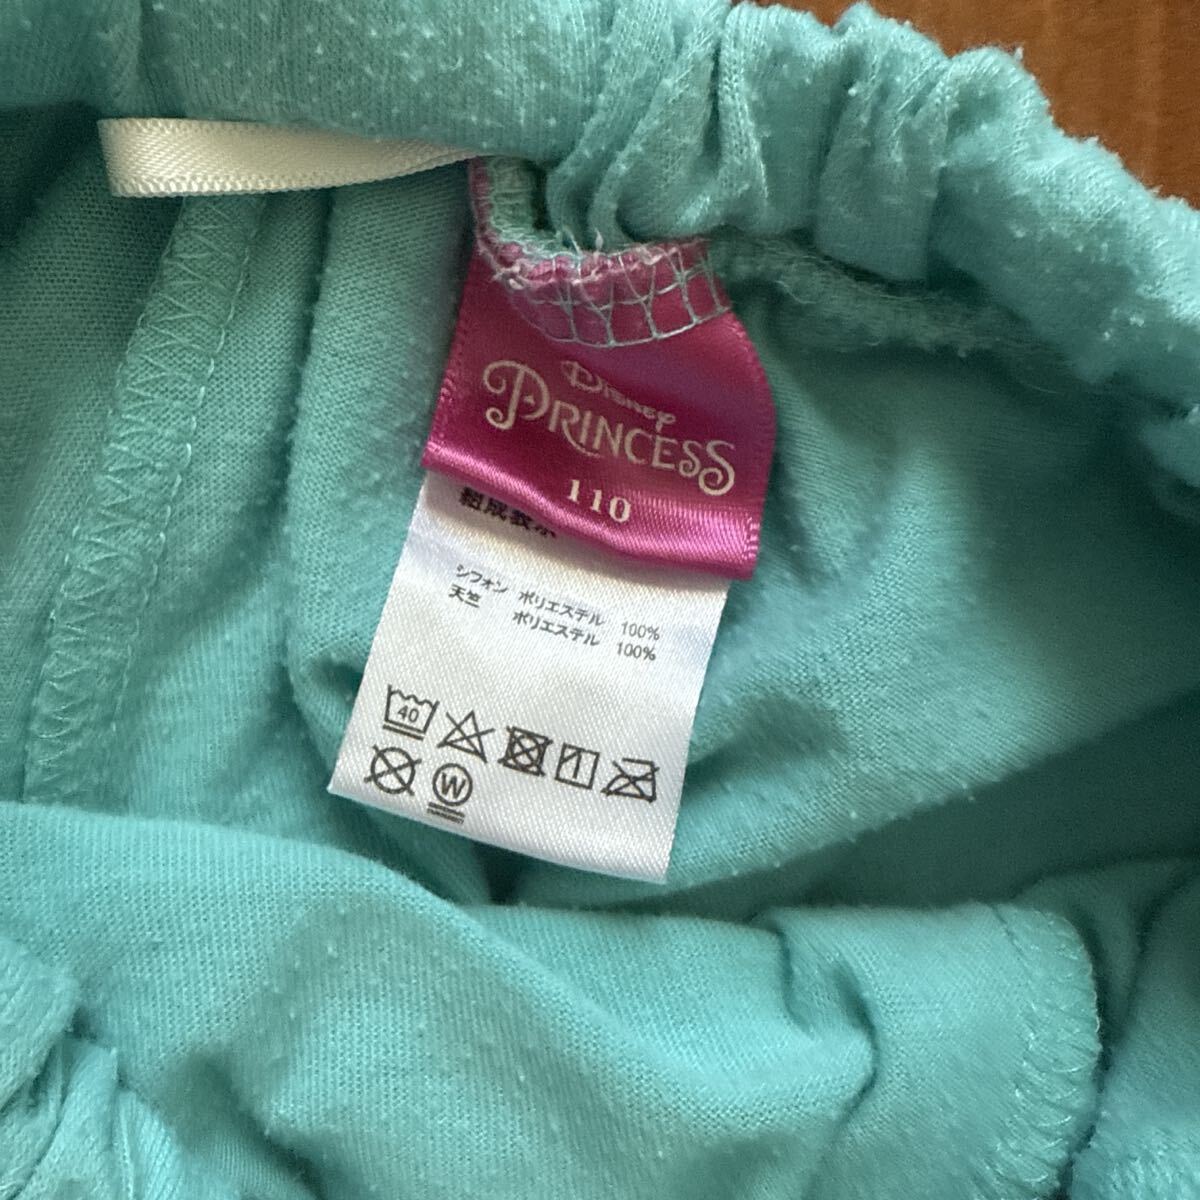 Disney
PRINCESS
110
組成表示
シフォン ポリエステル 100%
天竺 ポリエステル 100%
40
W